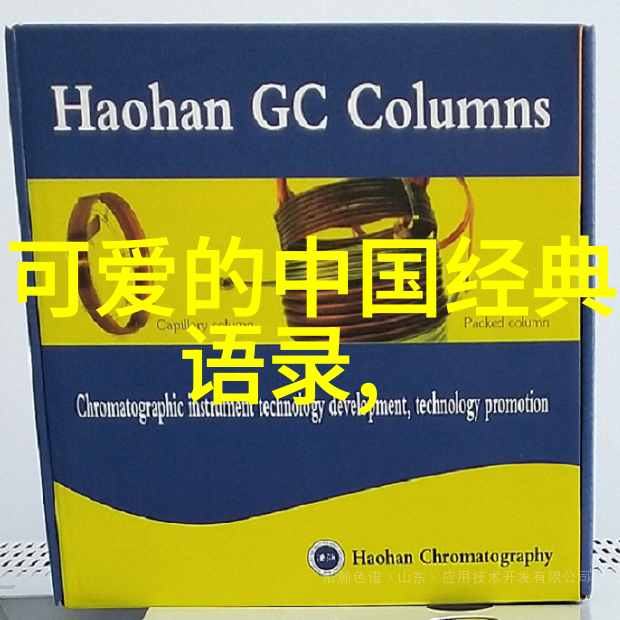 Haohan GC Columns
可爱的中国经典
语录,
Capillary column
Packed column
Chromatographic instrument technology development, technology promotion
Haohan Chromatography
浩瀚色谱（山东）应用技术开发有限公司